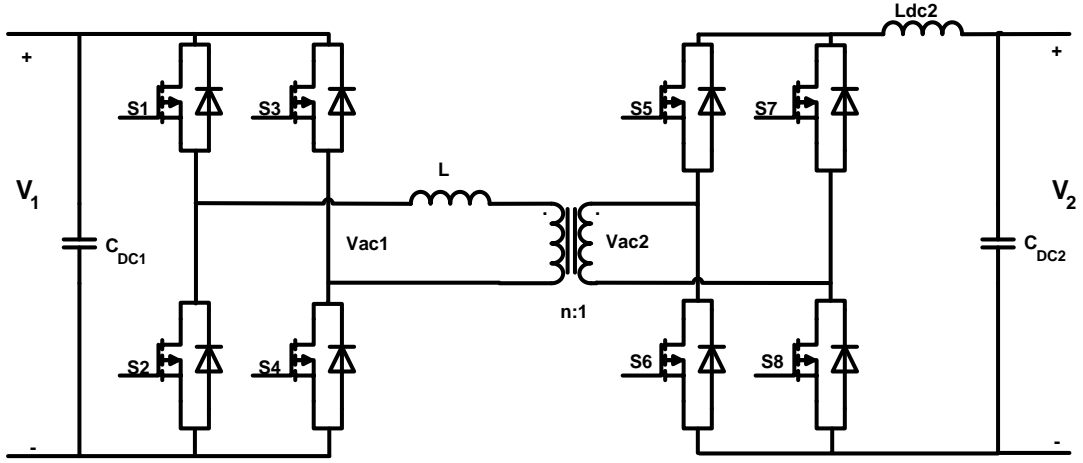 Ldc2
+
+
S1
S3
S5
S7
L
V1
V2
Vac1
Vac2
CDC1
CDC2
n:1
S2
S4
S6
S8
-
-